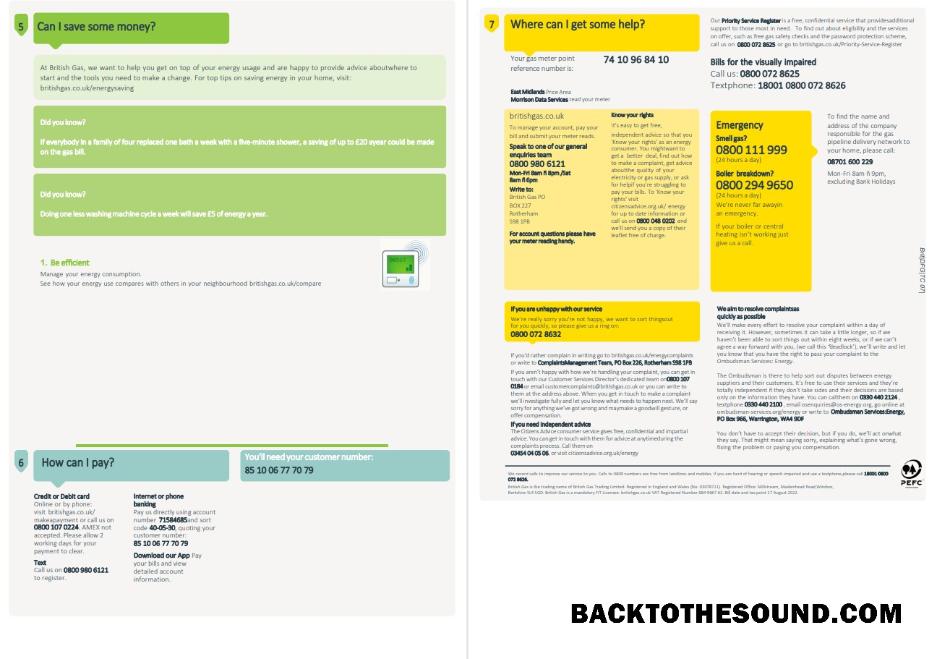 5 Can I save some money?
At British Gas, we want to help you get on top of your energy usage and are happy to provide advice aboutwhere to
start and the tools you need to make a change. For top tips on saving energy in your home, visit:
britishgas.co.uk/energysaving
Did you know?
If everybody in a family of four replaced one bath a week with a five-minute shower, a saving of up to £20 ayear could be made
on the gas bill.
Did you know?
Doing one less washing machine cycle a week will save £5 of energy a year.
1. Be efficient
Manage your energy consumption.
See how your energy use compares with others in your neighbourhood britishgas.co.uk/compare
6 How can I pay?
You'll need your customer number:
85 10 06 77 70 79
Credit or Debit card
Online or by phone:
visit britishgas.co.uk/
makeapayment or call us on
0800 107 0224. AMEX not
accepted. Please allow 2
working days for your
payment to clear.
Text
Call us on 0800 980 6121
to register.
Internet or phone
banking
Pay us directly using account
number 71584685and sort
code 40-05-30, quoting your
customer number:
85 10 06 77 70 79
Download our App Pay
your bills and view
detailed account
information.
7 Where can I get some help?
Your gas meter point
reference number is:
74 10 96 84 10
East Midlands Price Area
Morrison Data Services read your meter
Our Priority Service Register is a free, confidential service that providesadditional
support to those most in need. To find out about eligibility and the services
on offer, such as free gas safety checks and the password protection scheme,
call us on 0800 072 8625 or go to britishgas.co.uk/Priority-Service-Register
Bills for the visually impaired
Call us: 0800 072 8625
Textphone: 18001 0800 072 8626
britishgas.co.uk
To manage your account, pay your
bill and submit your meter reads.
Speak to one of our general
enquiries team
0800 980 6121
Mon-Fri 8am fi 8pm /Sat
8am fi 6pm
Write to:
British Gas PO
BOX 227
Rotherham
S98 1PB
For account questions please have
your meter reading handy.
Know your rights
It's easy to get free,
independent advice so that you
'Know your rights' as an energy
consumer. You mightwant to
get a better deal, find out how
to make a complaint, get advice
aboutthe quality of your
electricity or gas supply, or ask
for helpif you're struggling to
pay your bills. To 'Know your
rights' visit
citizensadvice.org.uk/ energy
for up to date information or
call us on 0800 048 0202 and
we'll send you a copy of their
leaflet free of charge.
Emergency
Smell gas?
0800 111 999
(24 hours a day)
Boiler breakdown?
0800 294 9650
(24 hours a day)
We're never far awayin
an emergency.
If your boiler or central
heating isn't working just
give us a call.
To find the name and
address of the company
responsible for the gas
pipeline delivery network to
your home, please call:
08701 600 229
Mon-Fri 8am fi 9pm,
excluding Bank Holidays
If you are unhappy with our service
We're really sorry you're not happy, we want to sort thingsout
for you quickly, so please give us a ring on:
0800 072 8632
If you'd rather complain in writing go to britishgas.co.uk/energycomplaints
or write to ComplaintsManagement, PO Box 226, Rotherham S98 1PB
If you aren't happy with how we're handling your complaint, you can get in
touch with our Customer Services Director's dedicated team on0800 107
0184or email customercomplaints@britishgas.co.uk or you can write to
them at the address above. When you get in touch to make a complaint
we'll investigate fully and let you know what needs to happen next. We'll say
sorry for anything we've got wrong and maymake a goodwill gesture, or
offer compensation.
If you need independent advice
The Citizens Advice consumer service gives free, confidential and impartial
advice. You can get in touch with them for advice at anytime during the
complaints process. Call them on
03454 04 05 06. or visit citizensadvice.org.uk/energy
We aim to resolve complaintsas
quickly as possible
We'll make every effort to resolve your complaint within a day of
receiving it. However, sometimes it can take a little longer, so if we
haven't been able to sort things out within eight weeks, or if we can't
agree a way forward with you, (we call this 'Deadlock'), we'll write and let
you know that you have the right to pass your complaint to the
Ombudsman Services: Energy.
The Ombudsman is there to help sort out disputes between energy
suppliers and their customers. It's free to use their services and they're
totally independent if they don't take sides and their decisions are based
only on the information they have. You can callthem on 0330 440 2124,
textphone 0330 440 2100, email osenquiries@os-energy.org, go online at
ombudsman-services.org/energy or write to Ombudsman Services:Energy,
PO Box 966, Warrington, WA4 9DF
You don't have to accept their decision, but if you do, we'll act onwhat
they say. That might mean saying sorry, explaining what's gone wrong,
fixing the problem or paying you compensation.
PEFC
BACKTOTHESOUND.COM